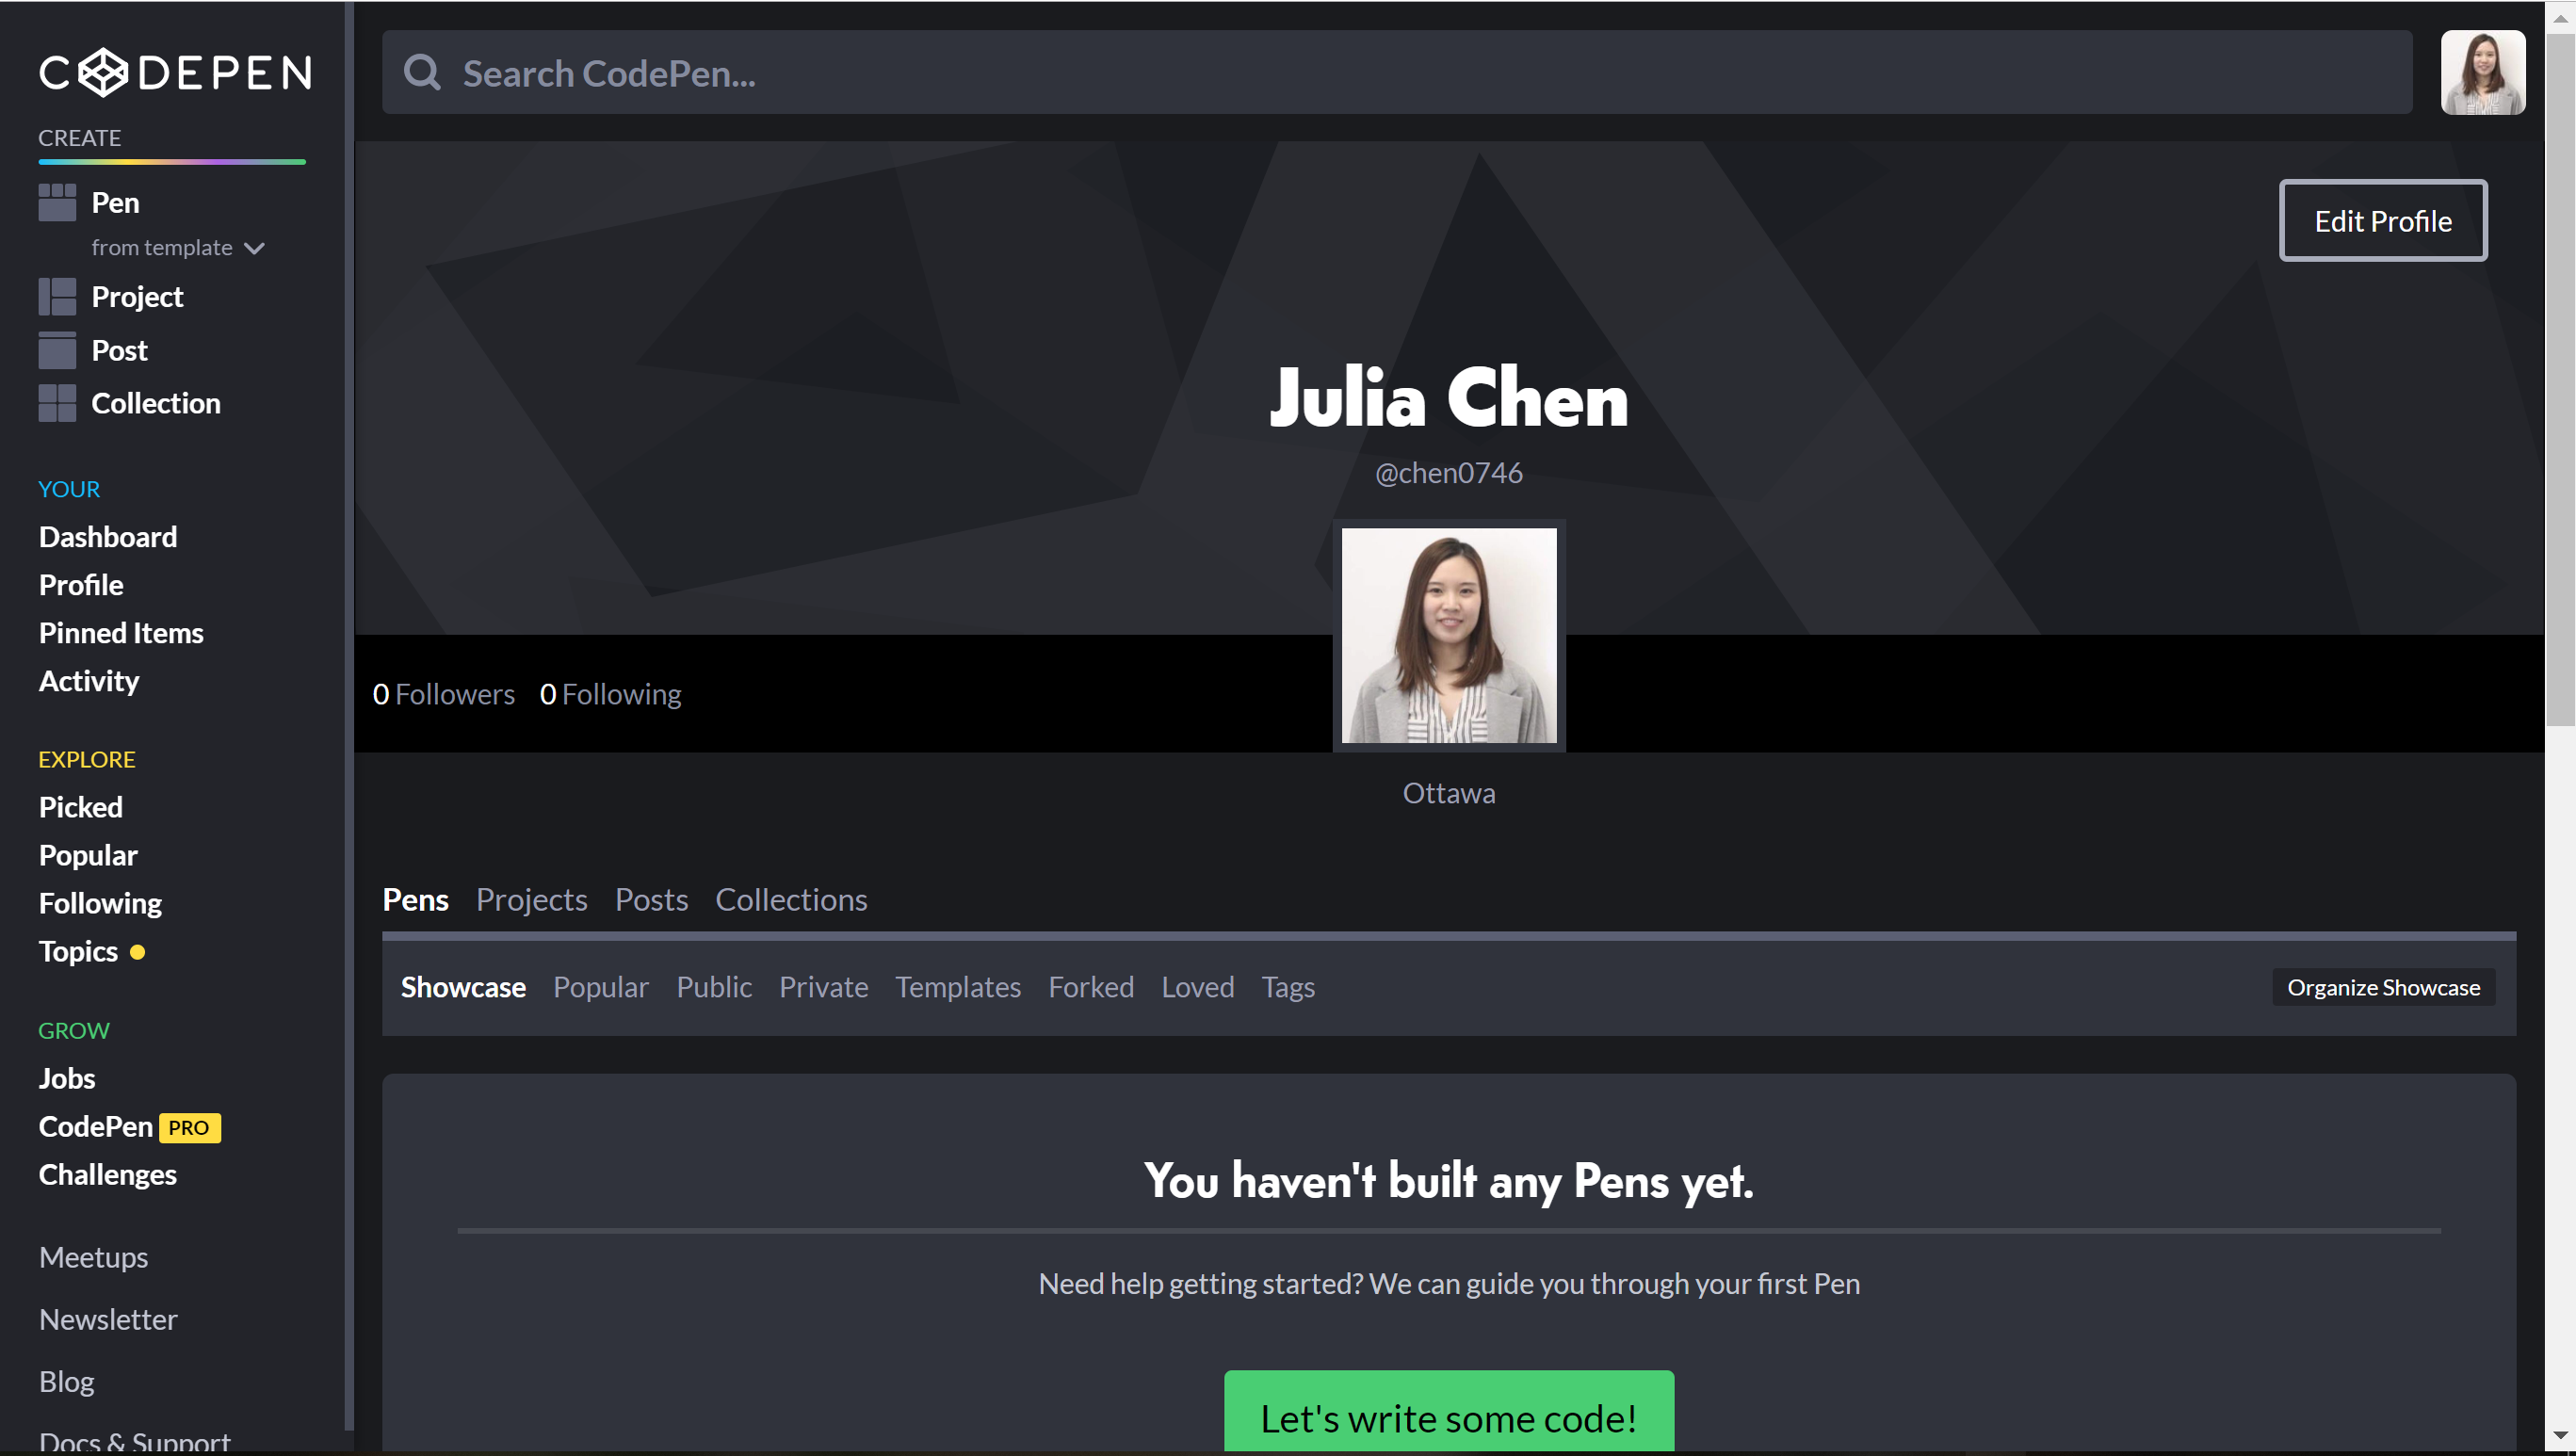 CODEPEN
CREATE
Pen
from template
Project
Post
Collection
YOUR
Dashboard
Profile
Pinned Items
Activity
EXPLORE
Picked
Popular
Following
Topics
GROW
Jobs
CodePen PRO
Challenges
Meetups
Newsletter
Blog
Docs & Support
Search CodePen...
Edit Profile
Julia Chen
@chen0746
0 Followers 0 Following
Ottawa
Pens Projects Posts Collections
Showcase Popular Public Private Templates Forked Loved Tags Organize Showcase
You haven't built any Pens yet.
Need help getting started? We can guide you through your first Pen
Let's write some code!